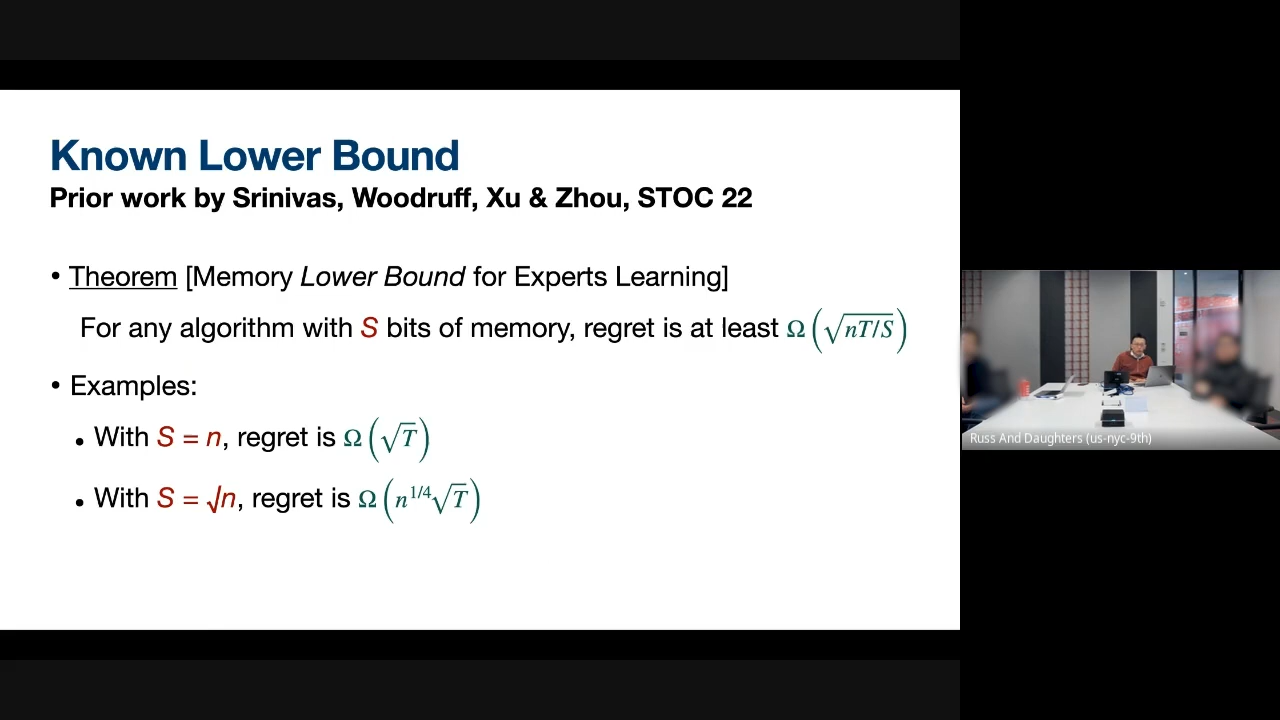 Known Lower Bound
Prior work by Srinivas, Woodruff, Xu & Zhou, STOC 22
• Theorem [Memory Lower Bound for Experts Learning]
For any algorithm with S bits of memory, regret is at least Ω(√(nT/S))
• Examples:
• With S = n, regret is Ω(√T)
• With S = √n, regret is Ω(n^{1/4}√T)
Russ And Daughters (us-nyc-9th)